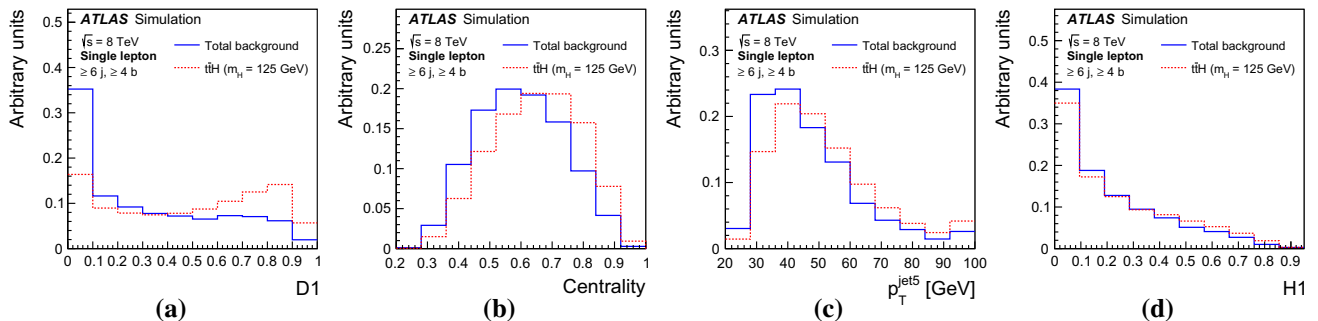 Arbitrary units
ATLAS Simulation
√s = 8 TeV
Single lepton
≥ 6 j, ≥ 4 b
Total background
tt̄H (m_H = 125 GeV)
0.5
0.3
0.2
0.1
0
0 0.1 0.2 0.3 0.4 0.5 0.6 0.7 0.8 0.9 1
D1
(a)
Arbitrary units
ATLAS Simulation
√s = 8 TeV
Single lepton
≥ 6 j, ≥ 4 b
Total background
tt̄H (m_H = 125 GeV)
0.25
0.2
0.15
0.1
0.05
0
0.2 0.3 0.4 0.5 0.6 0.7 0.8 0.9 1
Centrality
(b)
Arbitrary units
ATLAS Simulation
√s = 8 TeV
Single lepton
≥ 6 j, ≥ 4 b
Total background
tt̄H (m_H = 125 GeV)
0.3
0.2
0.1
0
20 30 40 50 60 70 80 90 100
p_T^jet5 [GeV]
(c)
Arbitrary units
ATLAS Simulation
√s = 8 TeV
Single lepton
≥ 6 j, ≥ 4 b
Total background
tt̄H (m_H = 125 GeV)
0.5
0.4
0.3
0.2
0.1
0
0 0.1 0.2 0.3 0.4 0.5 0.6 0.7 0.8 0.9
H1
(d)